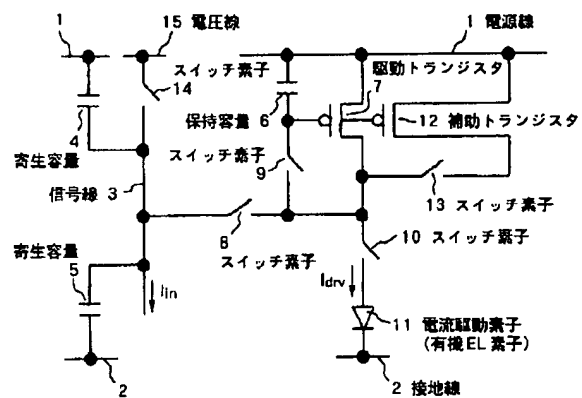 1
15 電圧線
1 電源線
スイッチ素子
14
駆動トランジスタ
7
保持容量 6
12 補助トランジスタ
4
寄生容量
スイッチ素子
9
信号線 3
13 スイッチ素子
8
スイッチ素子
10 スイッチ素子
寄生容量
5
Iin
Idrv
11 電流駆動素子
(有機EL素子)
2
2 接地線